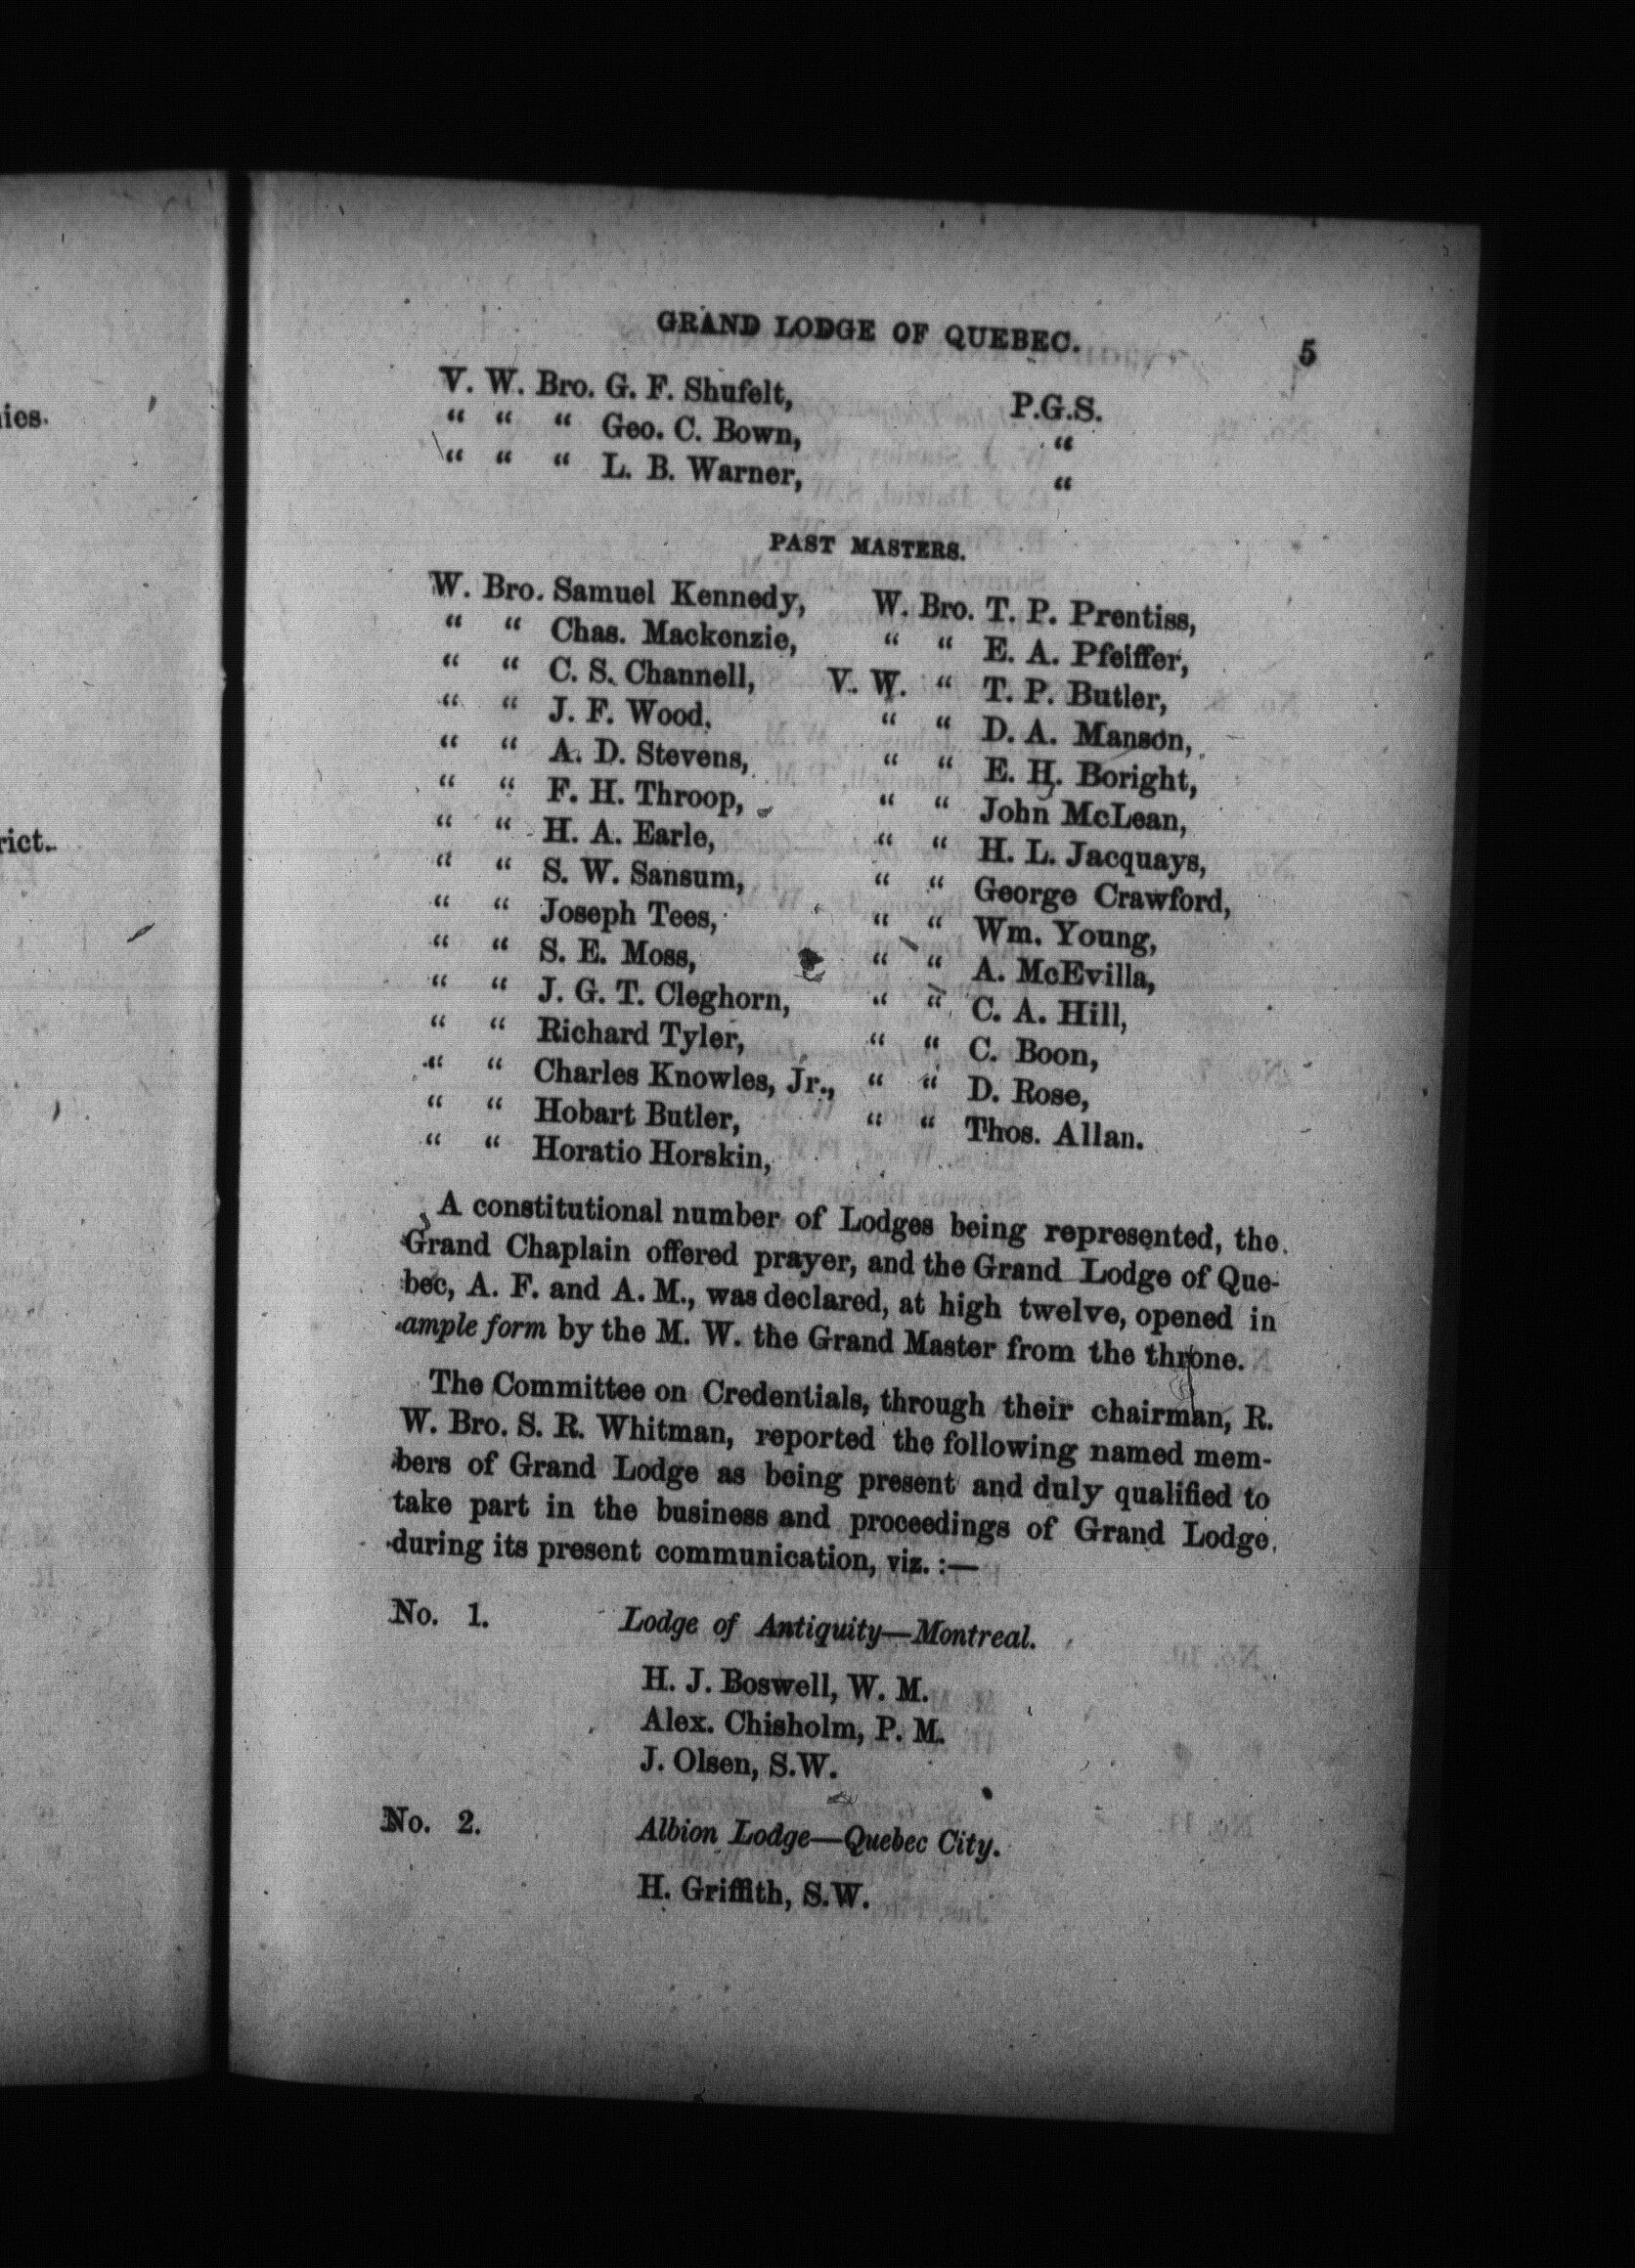 ies.
rict.
GRAND LODGE OF QUEBEC. 5
V. W. Bro. G. F. Shufelt, P.G.S.
“ “ “ Geo. C. Bown, “
“ “ “ L. B. Warner, “
PAST MASTERS.
W. Bro. Samuel Kennedy, W. Bro. T. P. Prentiss,
“ “ Chas. Mackenzie, “ “ E. A. Pfeiffer,
“ “ C. S. Channell, V. W. “ T. P. Butler,
“ “ J. F. Wood, “ “ D. A. Manson,
“ “ A. D. Stevens, “ “ E. H. Boright,
“ “ F. H. Throop, “ “ John McLean,
“ “ H. A. Earle, “ “ H. L. Jacquays,
“ “ S. W. Sansum, “ “ George Crawford,
“ “ Joseph Tees, “ “ Wm. Young,
“ “ S. E. Moss, “ “ A. McEvilla,
“ “ J. G. T. Cleghorn, “ “ C. A. Hill,
“ “ Richard Tyler, “ “ C. Boon,
“ “ Charles Knowles, Jr., “ “ D. Rose,
“ “ Hobart Butler, “ “ Thos. Allan.
“ “ Horatio Horskin,
A constitutional number of Lodges being represented, the
Grand Chaplain offered prayer, and the Grand Lodge of Que-
bec, A. F. and A. M., was declared, at high twelve, opened in
ample form by the M. W. the Grand Master from the throne.
The Committee on Credentials, through their chairman, R.
W. Bro. S. R. Whitman, reported the following named mem-
bers of Grand Lodge as being present and duly qualified to
take part in the business and proceedings of Grand Lodge
during its present communication, viz. :—
No. 1. Lodge of Antiquity—Montreal.
H. J. Boswell, W. M.
Alex. Chisholm, P. M.
J. Olsen, S.W.
No. 2. Albion Lodge—Quebec City.
H. Griffith, S.W.